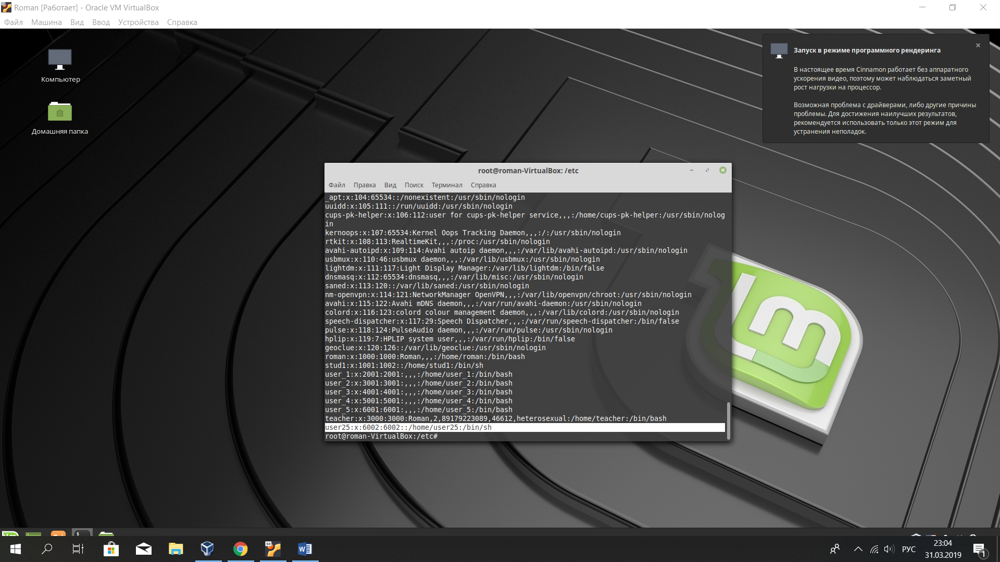 Roman [Работает] - Oracle VM VirtualBox
Файл Машина Вид Ввод Устройства Справка
Компьютер
Домашняя папка
Запуск в режиме программного рендеринга
В настоящее время Cinnamon работает без аппаратного
ускорения видео, поэтому может наблюдаться заметный
рост нагрузки на процессор.
Возможная проблема с драйверами, либо другие причины
проблемы. Для достижения наилучших результатов,
рекомендуется использовать только этот режим для
устранения неполадок.
root@roman-VirtualBox: /etc
Файл Правка Вид Поиск Терминал Справка
_apt:x:104:65534::/nonexistent:/usr/sbin/nologin
uuidd:x:105:111::/run/uuidd:/usr/sbin/nologin
cups-pk-helper:x:106:112:user for cups-pk-helper service,,,:/home/cups-pk-helper:/usr/sbin/nolog
in
kernoops:x:107:65534:Kernel Oops Tracking Daemon,,,:/:/usr/sbin/nologin
rtkit:x:108:113:RealtimeKit,,,:/proc:/usr/sbin/nologin
avahi-autoipd:x:109:114:Avahi autoip daemon,,,:/var/lib/avahi-autoipd:/usr/sbin/nologin
usbmux:x:110:46:usbmux daemon,,,:/var/lib/usbmux:/usr/sbin/nologin
lightdm:x:111:117:Light Display Manager:/var/lib/lightdm:/bin/false
dnsmasq:x:112:65534:dnsmasq,,,:/var/lib/misc:/usr/sbin/nologin
saned:x:113:120::/var/lib/saned:/usr/sbin/nologin
nm-openvpn:x:114:121:NetworkManager OpenVPN,,,:/var/lib/openvpn/chroot:/usr/sbin/nologin
avahi:x:115:122:Avahi mDNS daemon,,,:/var/run/avahi-daemon:/usr/sbin/nologin
colord:x:116:123:colord colour management daemon,,,:/var/lib/colord:/usr/sbin/nologin
speech-dispatcher:x:117:29:Speech Dispatcher,,,:/var/run/speech-dispatcher:/bin/false
pulse:x:118:124:PulseAudio daemon,,,:/var/run/pulse:/usr/sbin/nologin
hplip:x:119:7:HPLIP system user,,,:/var/run/hplip:/bin/false
geoclue:x:120:126::/var/lib/geoclue:/usr/sbin/nologin
roman:x:1000:1000:Roman,,,:/home/roman:/bin/bash
stud1:x:1001:1002::/home/stud1:/bin/sh
user_1:x:2001:2001:,,,:/home/user_1:/bin/bash
user_2:x:3001:3001:,,,:/home/user_2:/bin/bash
user_3:x:4001:4001:,,,:/home/user_3:/bin/bash
user_4:x:5001:5001:,,,:/home/user_4:/bin/bash
user_5:x:6001:6001:,,,:/home/user_5:/bin/bash
teacher:x:3000:3000:Roman,2,89179223089,46612,heterosexual:/home/teacher:/bin/bash
user25:x:6002:6002::/home/user25:/bin/sh
root@roman-VirtualBox:/etc#
РУС
23:04
31.03.2019
1